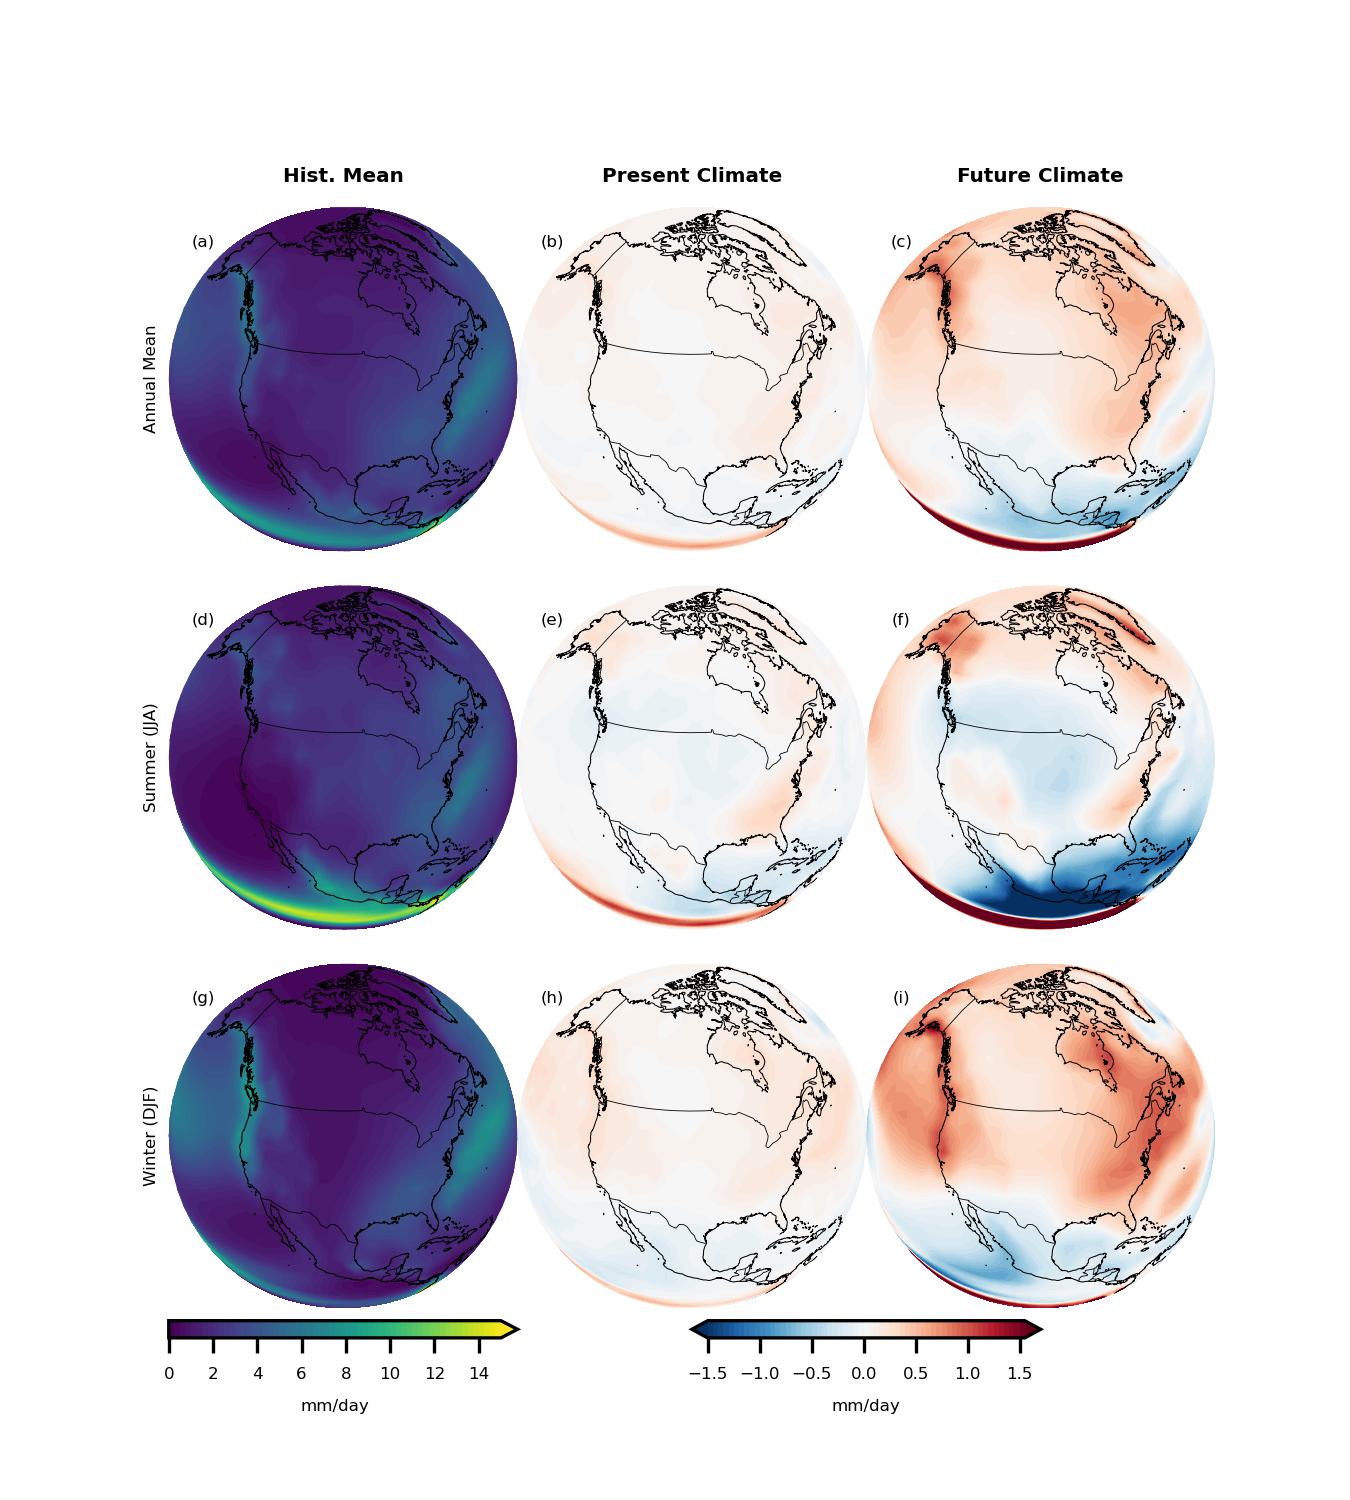 Hist. Mean Present Climate Future Climate
(a) (b) (c)
Annual Mean
(d) (e) (f)
Summer (JJA)
(g) (h) (i)
Winter (DJF)
0 2 4 6 8 10 12 14
mm/day
−1.5 −1.0 −0.5 0.0 0.5 1.0 1.5
mm/day